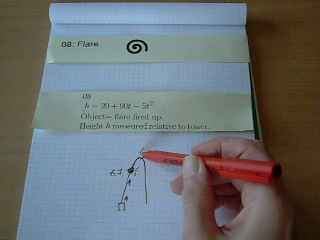 08: Flare
08
h = 20 + 90t − 5t².
Object= flare fired up.
Height h measured relative to tower.